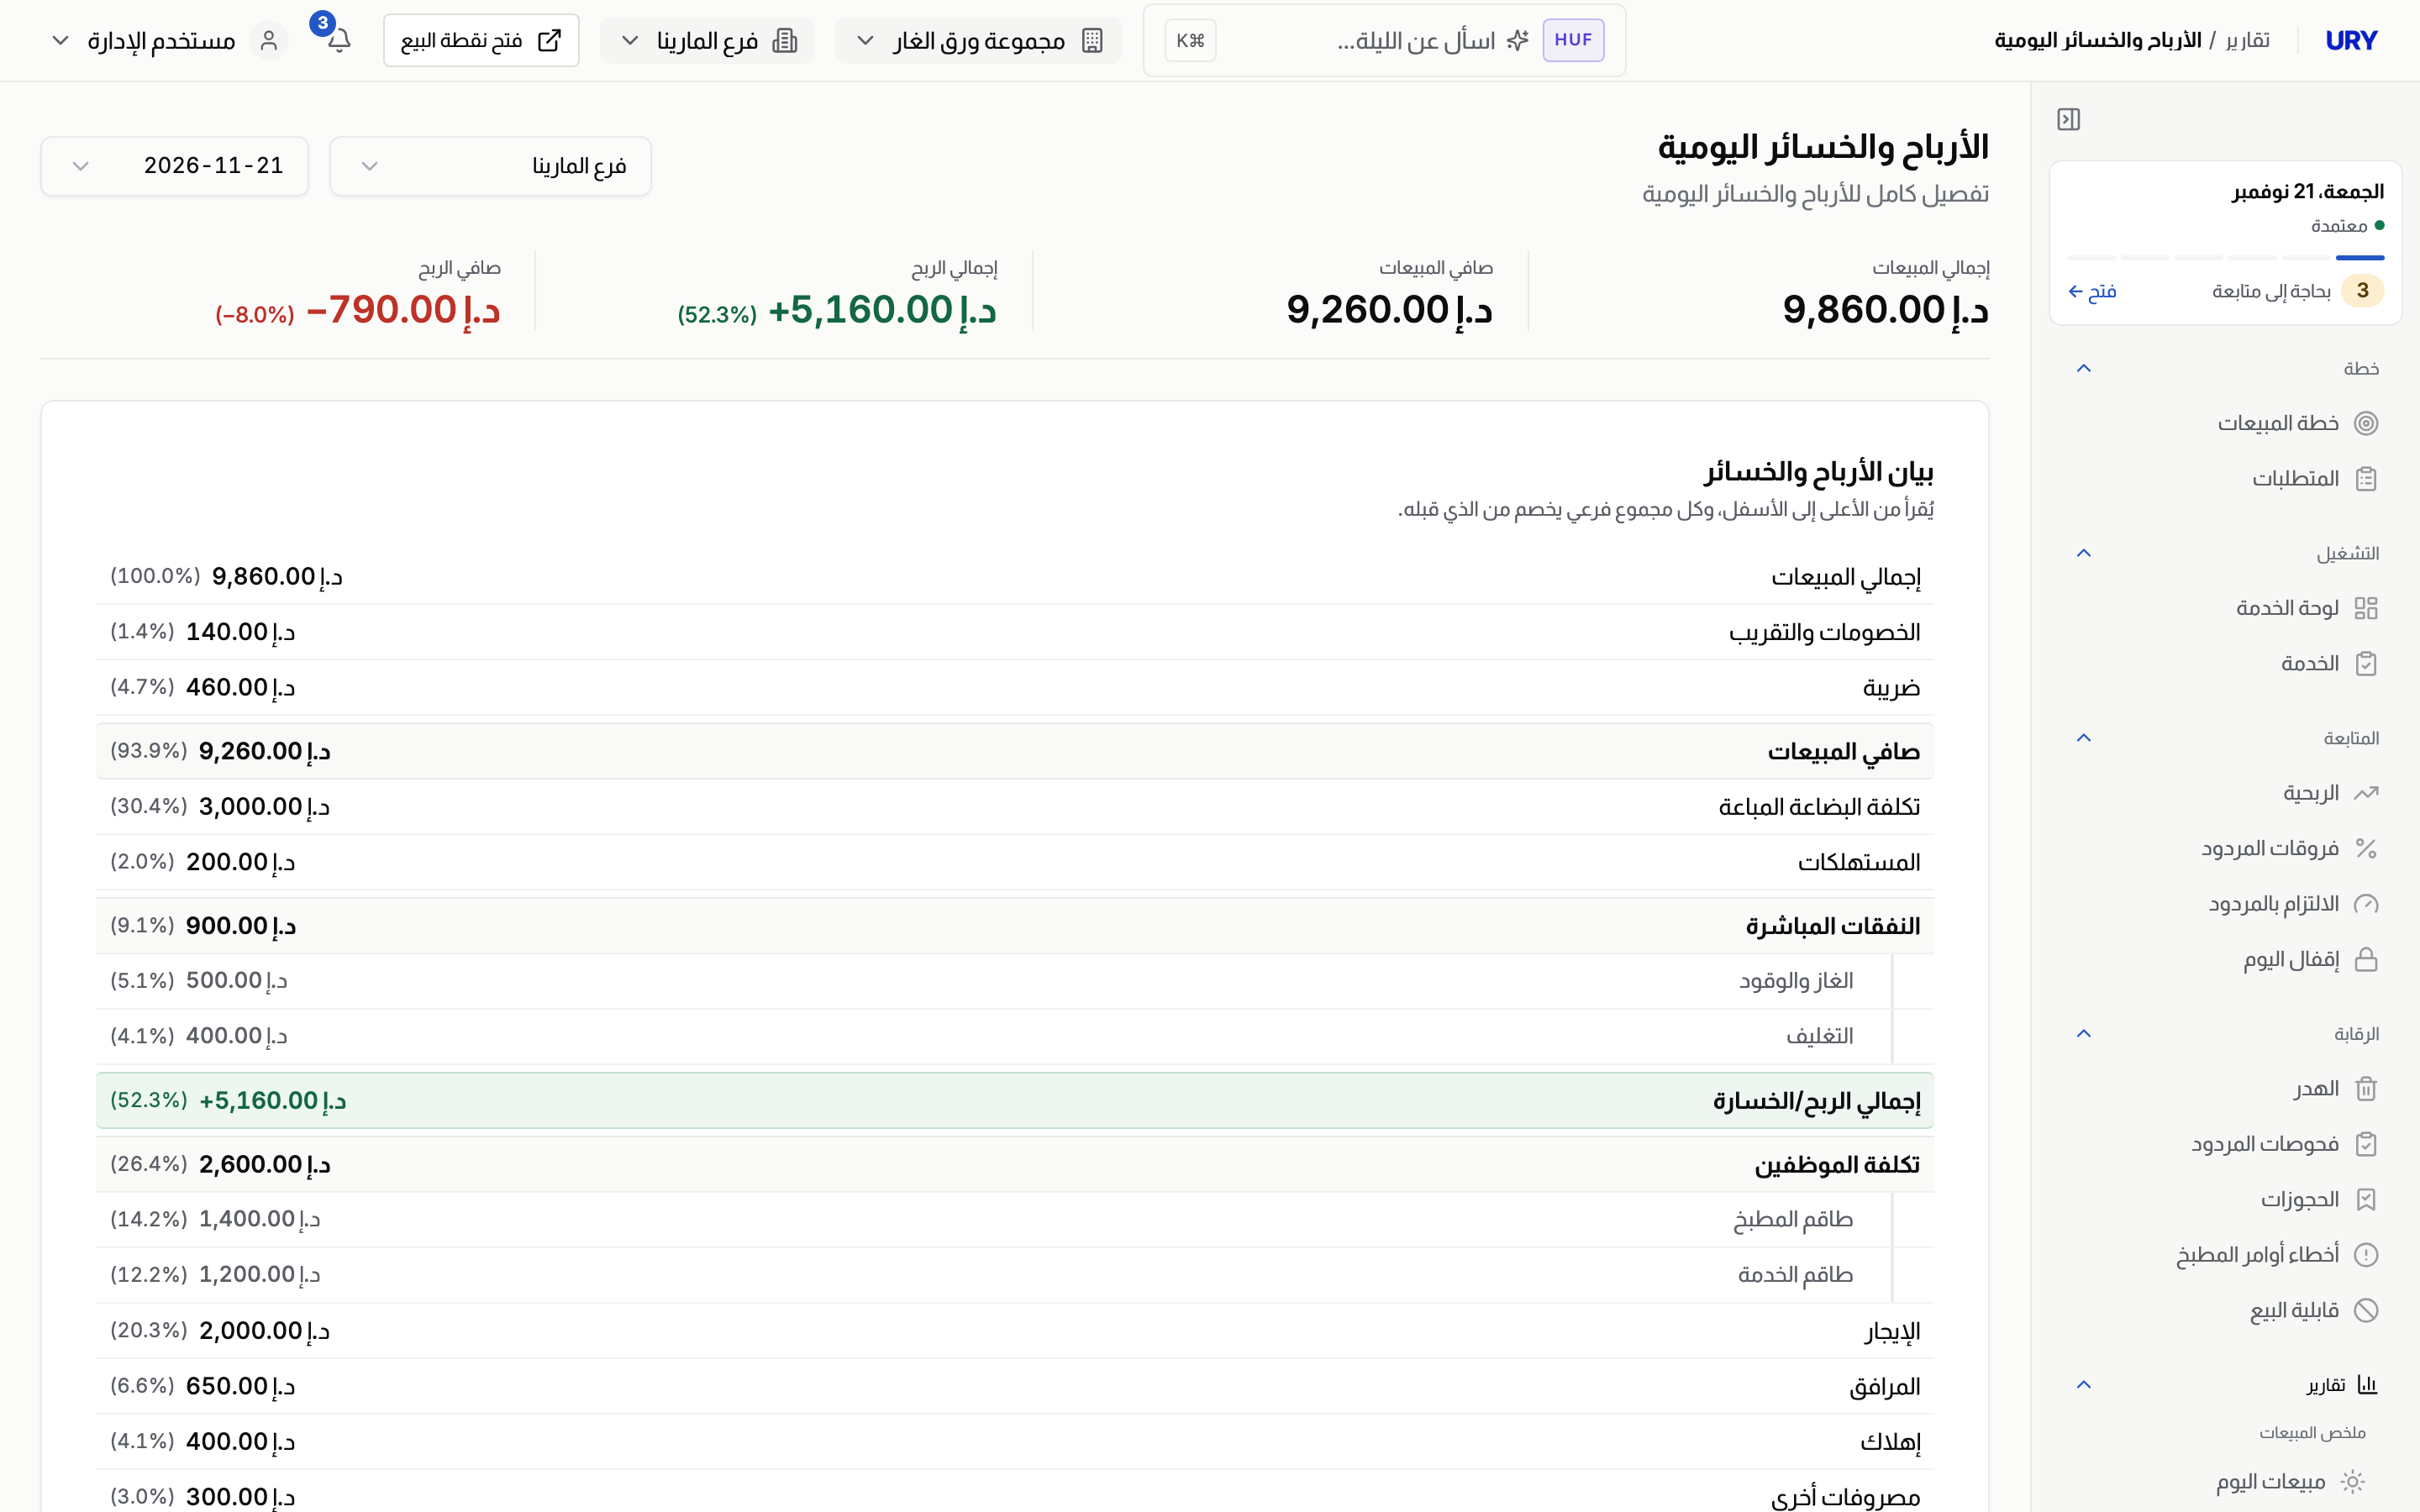 URY
تقارير / الأرباح والخسائر اليومية
HUF
اسأل عن الليلة...
⌘K
مجموعة ورق الغار
فرع المارينا
فتح نقطة البيع
3
مستخدم الإدارة
الجمعة، 21 نوفمبر
معتمدة
3 بحاجة إلى متابعة
فتح ←
خطة
خطة المبيعات
المتطلبات
التشغيل
لوحة الخدمة
الخدمة
المتابعة
الربحية
فروقات المردود
الالتزام بالمردود
إقفال اليوم
الرقابة
الهدر
فحوصات المردود
الحجوزات
أخطاء أوامر المطبخ
قابلية البيع
تقارير
ملخص المبيعات
مبيعات اليوم
الأرباح والخسائر اليومية
تفصيل كامل للأرباح والخسائر اليومية
فرع المارينا
2026-11-21
إجمالي المبيعات
د.إ 9,860.00
صافي المبيعات
د.إ 9,260.00
إجمالي الربح
د.إ +5,160.00 (52.3%)
صافي الربح
د.إ −790.00 (−8.0%)
بيان الأرباح والخسائر
يُقرأ من الأعلى إلى الأسفل، وكل مجموع فرعي يخصم من الذي قبله.
إجمالي المبيعات د.إ 9,860.00 (100.0%)
الخصومات والتقريب د.إ 140.00 (1.4%)
ضريبة د.إ 460.00 (4.7%)
صافي المبيعات د.إ 9,260.00 (93.9%)
تكلفة البضاعة المباعة د.إ 3,000.00 (30.4%)
المستهلكات د.إ 200.00 (2.0%)
النفقات المباشرة د.إ 900.00 (9.1%)
الغاز والوقود د.إ 500.00 (5.1%)
التغليف د.إ 400.00 (4.1%)
إجمالي الربح/الخسارة د.إ +5,160.00 (52.3%)
تكلفة الموظفين د.إ 2,600.00 (26.4%)
طاقم المطبخ د.إ 1,400.00 (14.2%)
طاقم الخدمة د.إ 1,200.00 (12.2%)
الإيجار د.إ 2,000.00 (20.3%)
المرافق د.إ 650.00 (6.6%)
إهلاك د.إ 400.00 (4.1%)
مصروفات أخرى د.إ 300.00 (3.0%)